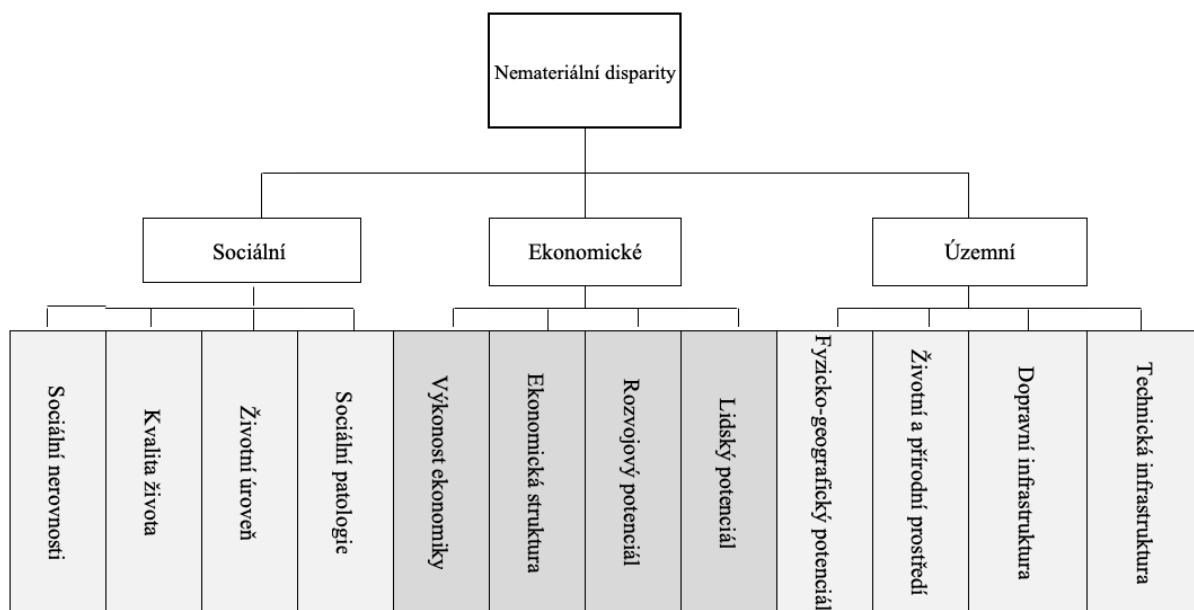 Nemateriální disparity
Sociální
Ekonomické
Územní
Sociální nerovnosti
Kvalita života
Životní úroveň
Sociální patologie
Výkonost ekonomiky
Ekonomická struktura
Rozvojový potenciál
Lidský potenciál
Fyzicko-geografický potenciál
Životní a přírodní prostředí
Dopravní infrastruktura
Technická infrastruktura